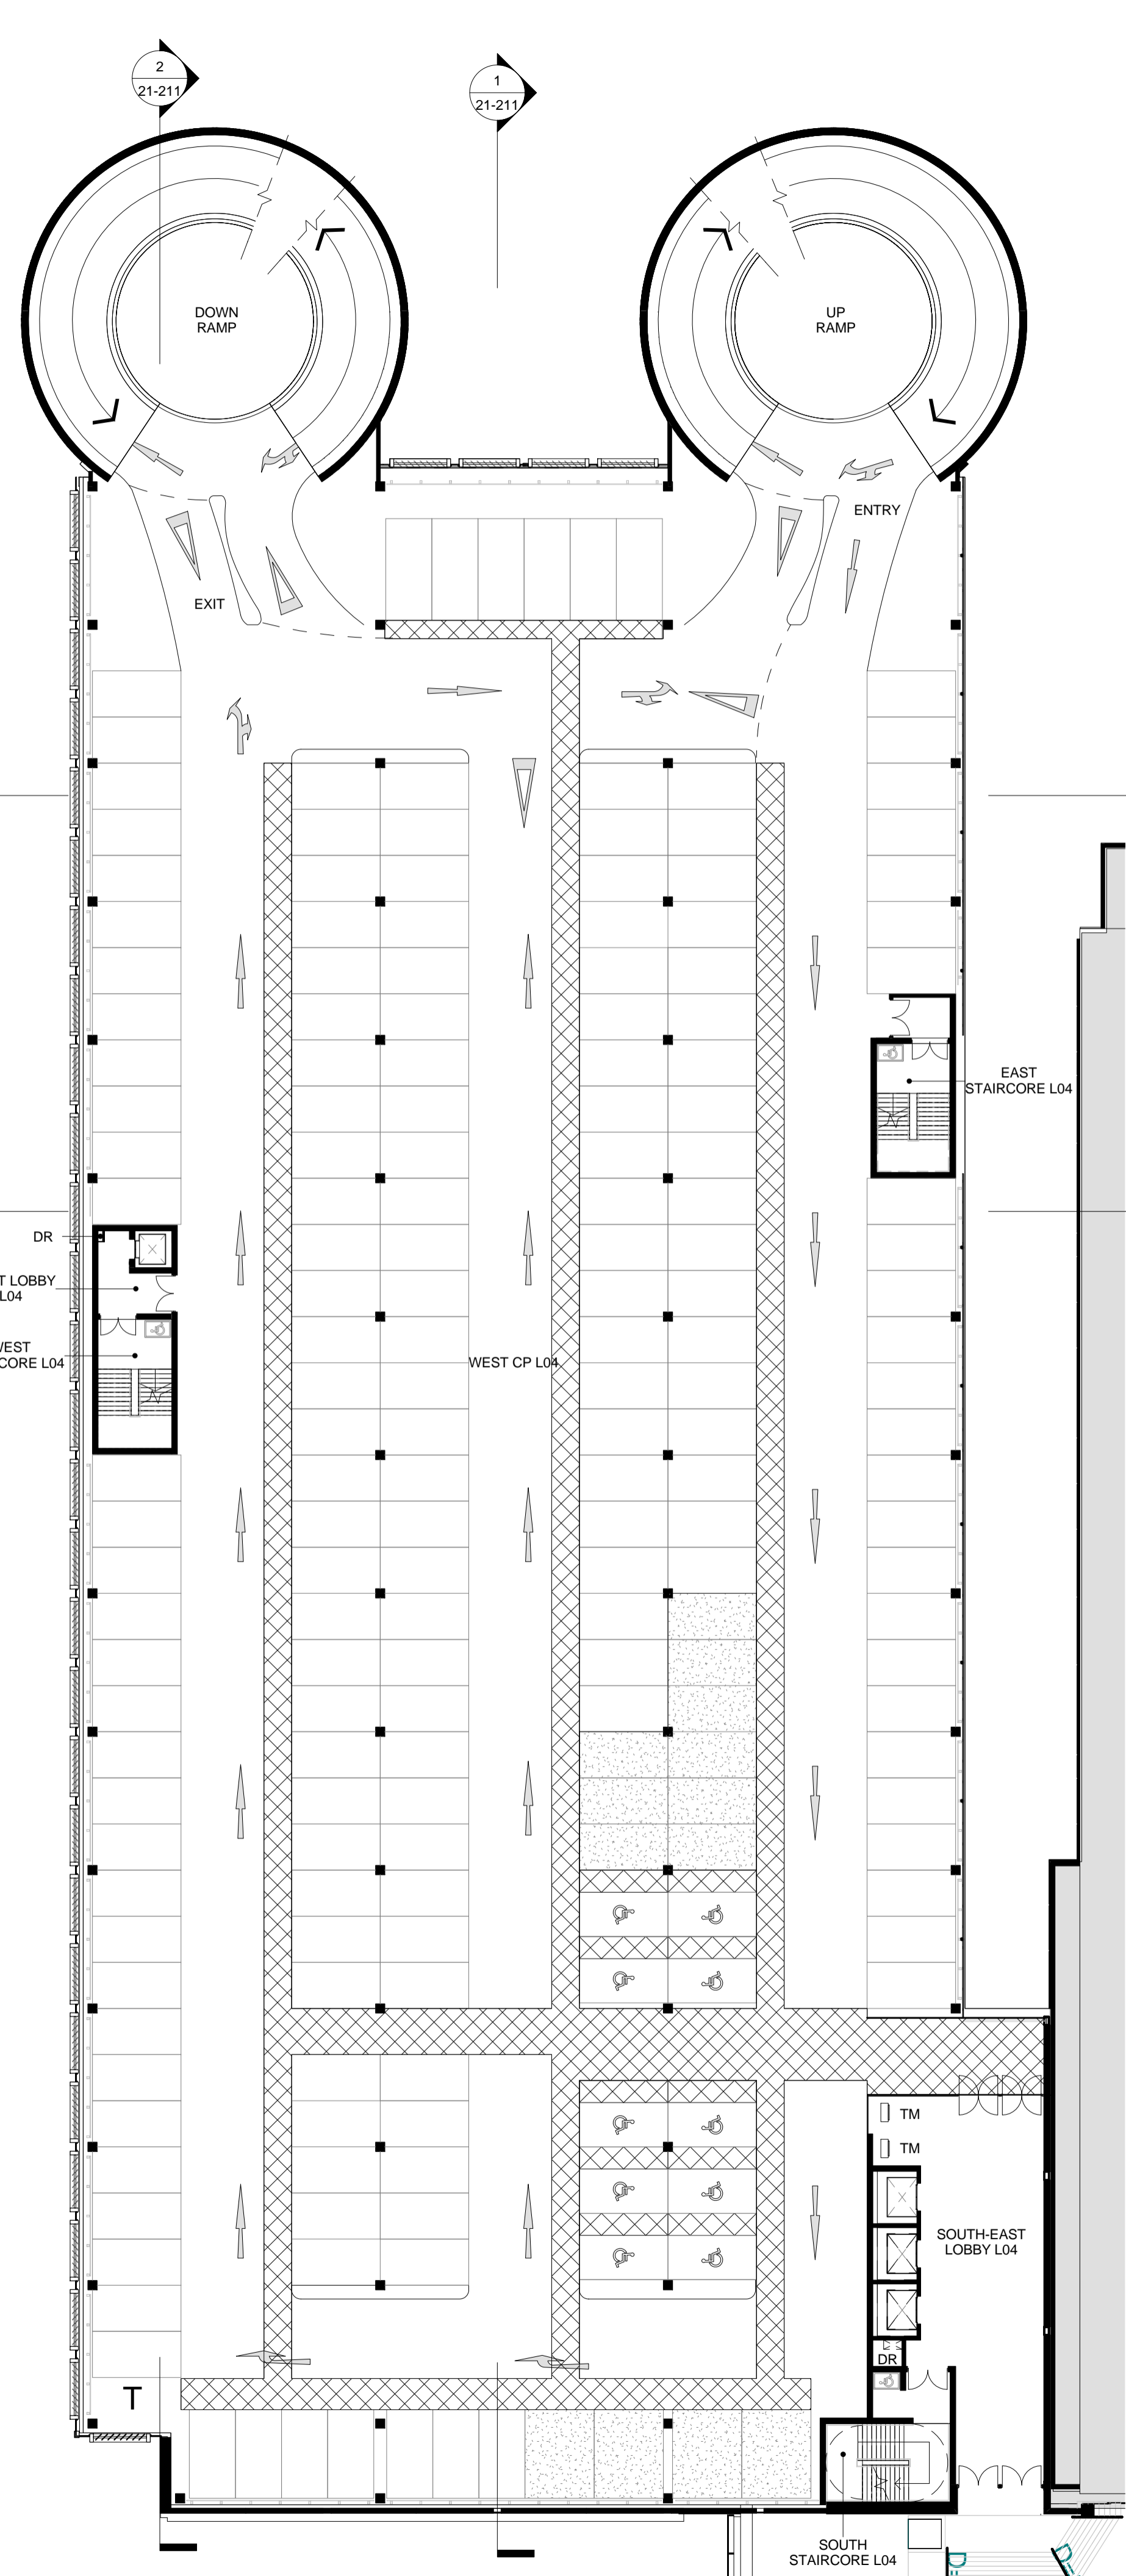 2
21-211
1
21-211
DOWN
RAMP
UP
RAMP
ENTRY
EXIT
EAST
STAIRCORE L04
DR
T LOBBY
L04
WEST CP L04
EST
CORE L04
TM
TM
SOUTH-EAST
LOBBY L04
DR
T
SOUTH
STAIRCORE L04